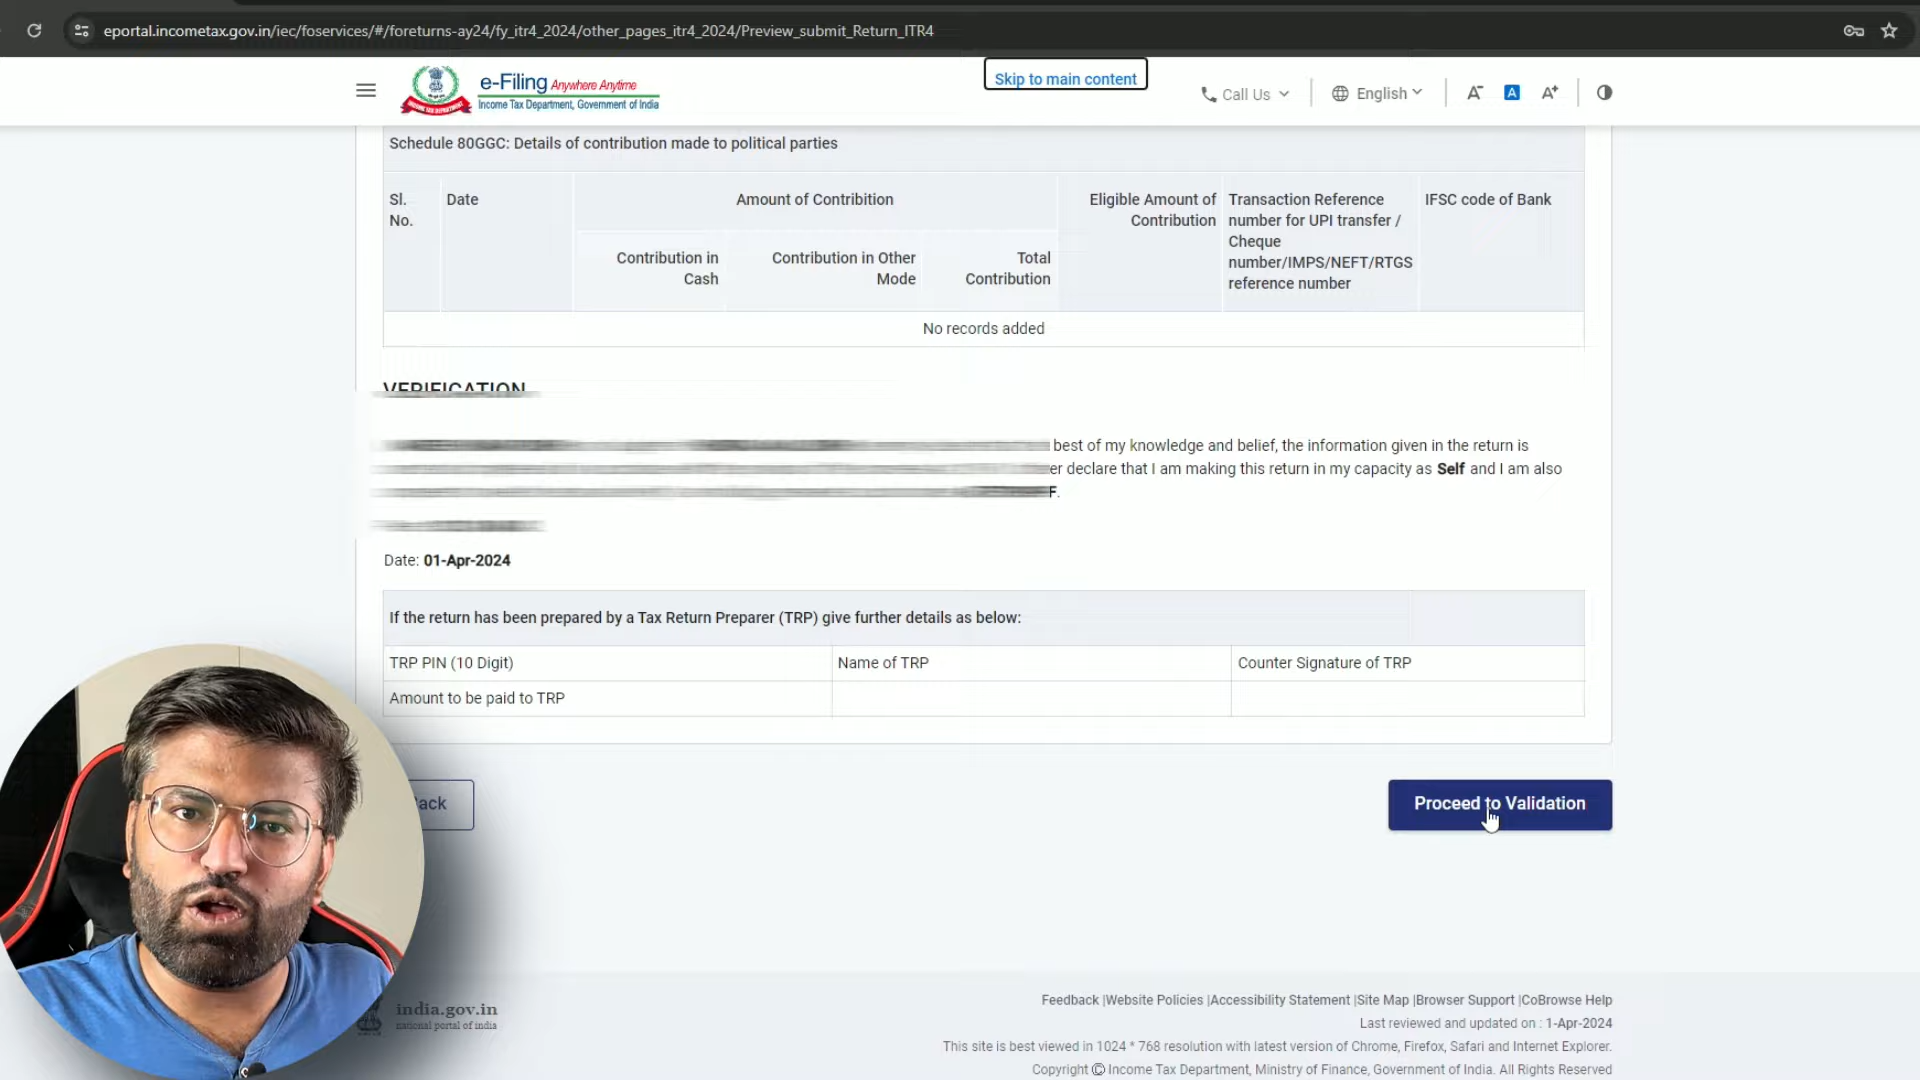 eportal.incometax.gov.in/iec/foservices/#/foreturns-ay24/fy_itr4_2024/other_pages_itr4_2024/Preview_submit_Return_ITR4
Skip to main content
e-Filing Anywhere Anytime
Income Tax Department, Government of India
Call Us
English
A-
A
A+
Schedule 80GGC: Details of contribution made to political parties
Sl. No.
Date
Amount of Contribition
Contribution in Cash
Contribution in Other Mode
Total Contribution
Eligible Amount of Contribution
Transaction Reference number for UPI transfer / Cheque number/IMPS/NEFT/RTGS reference number
IFSC code of Bank
No records added
VERIFICATION
best of my knowledge and belief, the information given in the return is
er declare that I am making this return in my capacity as Self and I am also
F.
Date: 01-Apr-2024
If the return has been prepared by a Tax Return Preparer (TRP) give further details as below:
TRP PIN (10 Digit)
Name of TRP
Counter Signature of TRP
Amount to be paid to TRP
ack
Proceed to Validation
india.gov.in
national portal of india
Feedback |Website Policies |Accessibility Statement |Site Map |Browser Support |CoBrowse Help
Last reviewed and updated on : 1-Apr-2024
This site is best viewed in 1024 * 768 resolution with latest version of Chrome, Firefox, Safari and Internet Explorer.
Copyright © Income Tax Department, Ministry of Finance, Government of India. All Rights Reserved